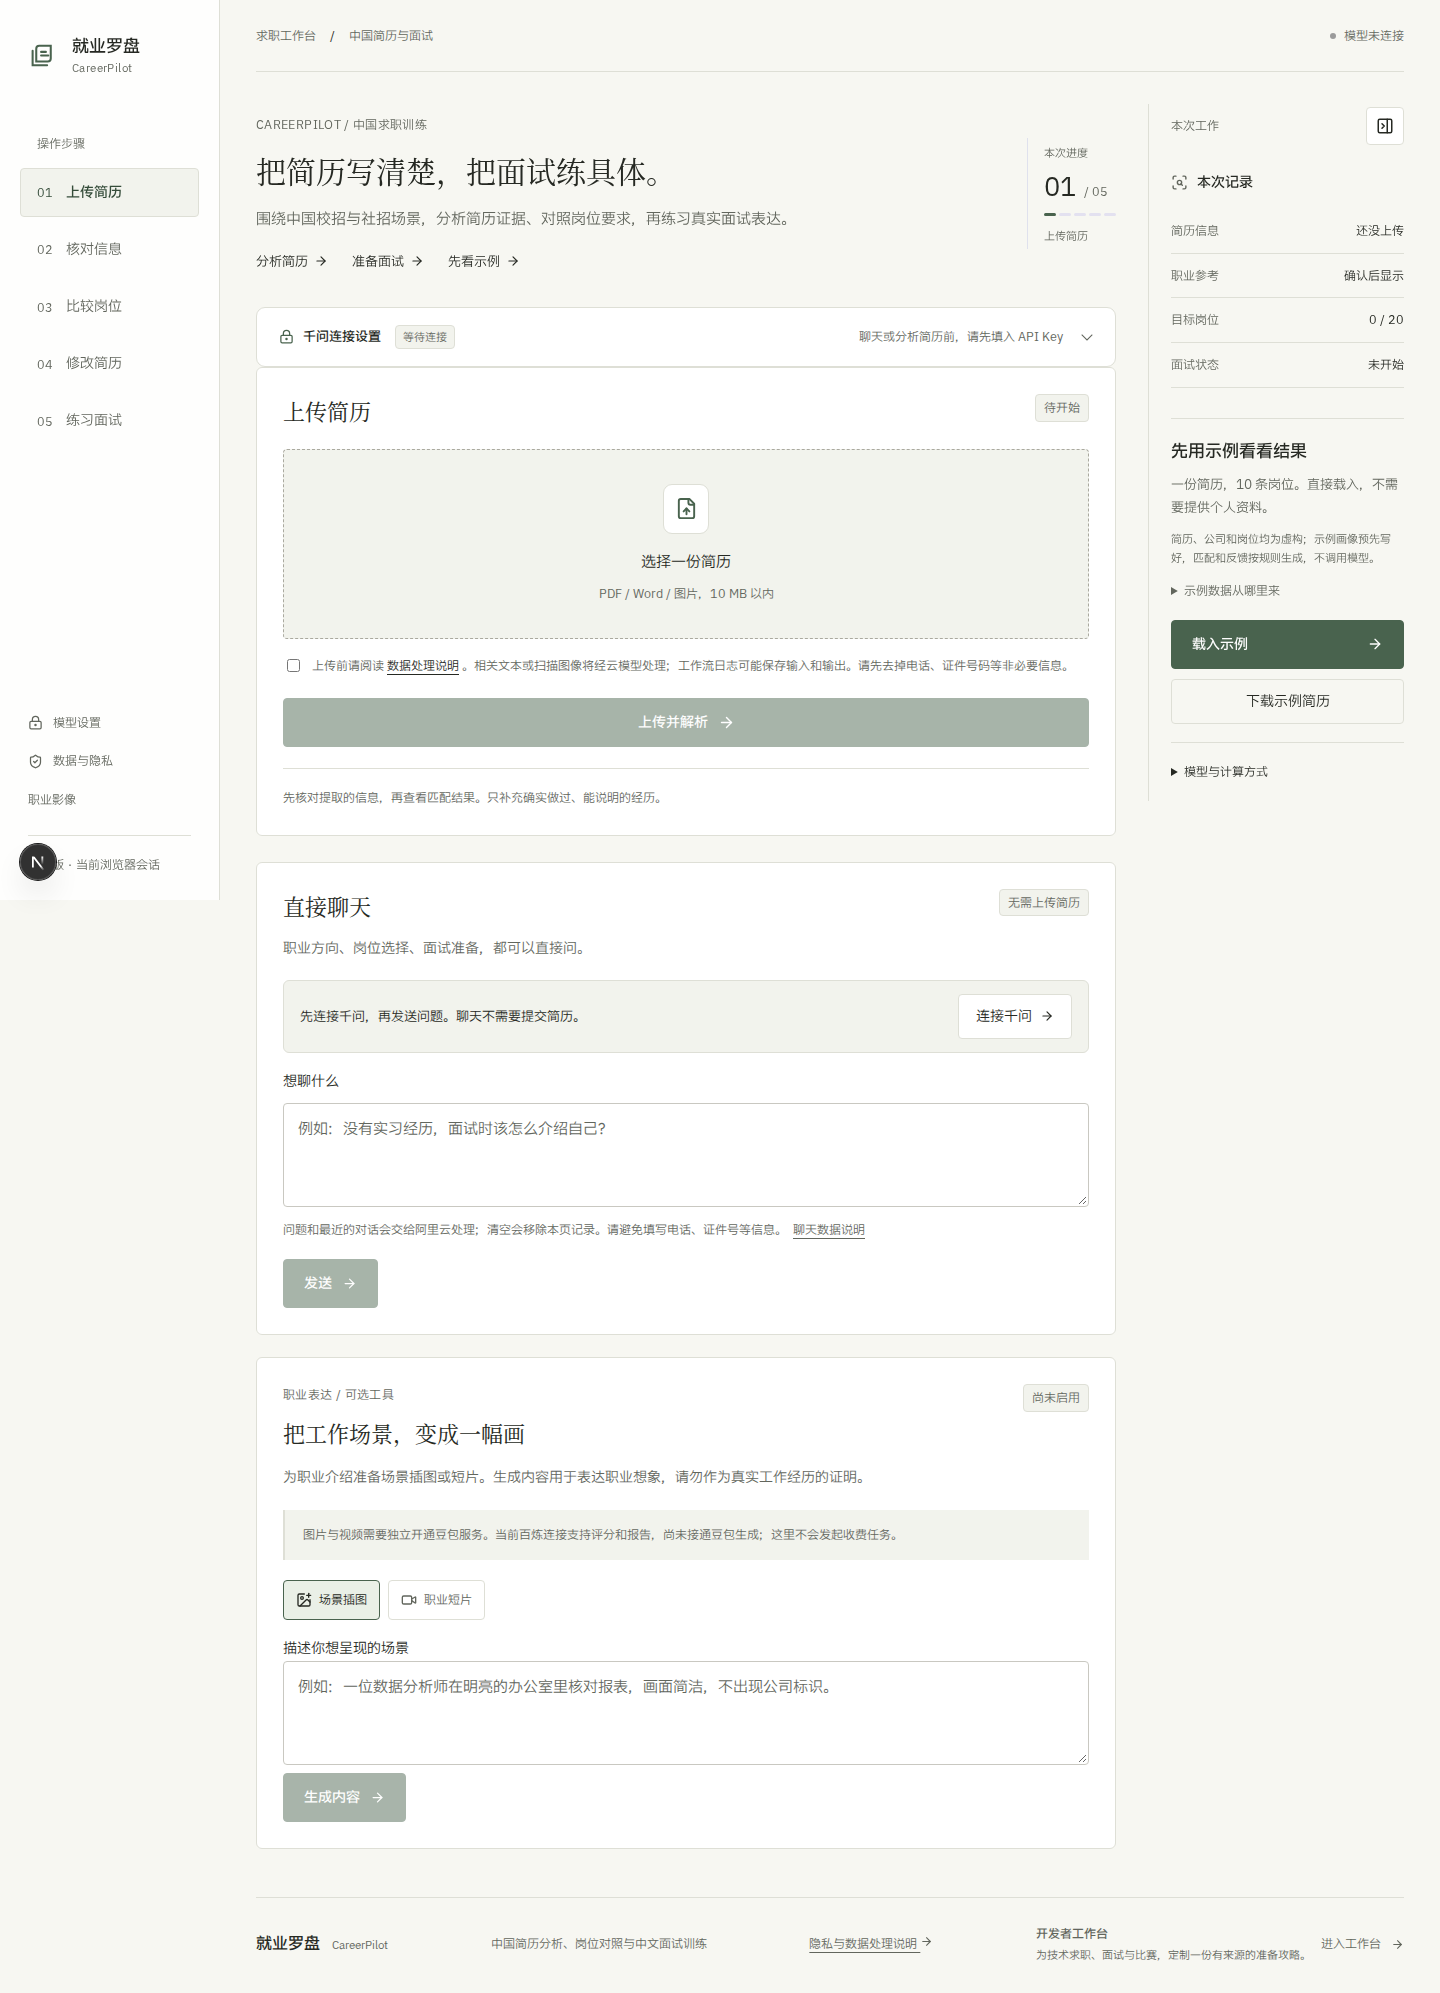 就业罗盘
CareerPilot
操作步骤
01 上传简历
02 核对信息
03 比较岗位
04 修改简历
05 练习面试
模型设置
数据与隐私
职业影像
版 · 当前浏览器会话
求职工作台 / 中国简历与面试
模型未连接
CAREERPILOT / 中国求职训练
把简历写清楚，把面试练具体。
围绕中国校招与社招场景，分析简历证据、对照岗位要求，再练习真实面试表达。
分析简历 → 准备面试 → 先看示例 →
本次进度
01 / 05
上传简历
千问连接设置 等待连接
聊天或分析简历前，请先填入 API Key
上传简历
待开始
选择一份简历
PDF / Word / 图片，10 MB 以内
上传前请阅读 数据处理说明 。相关文本或扫描图像将经云模型处理；工作流日志可能保存输入和输出。请先去掉电话、证件号码等非必要信息。
上传并解析 →
先核对提取的信息，再查看匹配结果。只补充确实做过、能说明的经历。
直接聊天
无需上传简历
职业方向、岗位选择、面试准备，都可以直接问。
先连接千问，再发送问题。聊天不需要提交简历。
连接千问 →
想聊什么
例如：没有实习经历，面试时该怎么介绍自己？
问题和最近的对话会交给阿里云处理；清空会移除本页记录。请避免填写电话、证件号等信息。 聊天数据说明
发送 →
职业表达 / 可选工具
尚未启用
把工作场景，变成一幅画
为职业介绍准备场景插图或短片。生成内容用于表达职业想象，请勿作为真实工作经历的证明。
图片与视频需要独立开通豆包服务。当前百炼连接支持评分和报告，尚未接通豆包生成；这里不会发起收费任务。
场景插图 职业短片
描述你想呈现的场景
例如：一位数据分析师在明亮的办公室里核对报表，画面简洁，不出现公司标识。
生成内容 →
本次工作
本次记录
简历信息 还没上传
职业参考 确认后显示
目标岗位 0 / 20
面试状态 未开始
先用示例看看结果
一份简历，10 条岗位。直接载入，不需
要提供个人资料。
简历、公司和岗位均为虚构；示例画像预先写
好，匹配和反馈按规则生成，不调用模型。
示例数据从哪里来
载入示例 →
下载示例简历
模型与计算方式
就业罗盘 CareerPilot
中国简历分析、岗位对照与中文面试训练
隐私与数据处理说明 →
开发者工作台
为技术求职、面试与比赛，定制一份有来源的准备攻略。
进入工作台 →